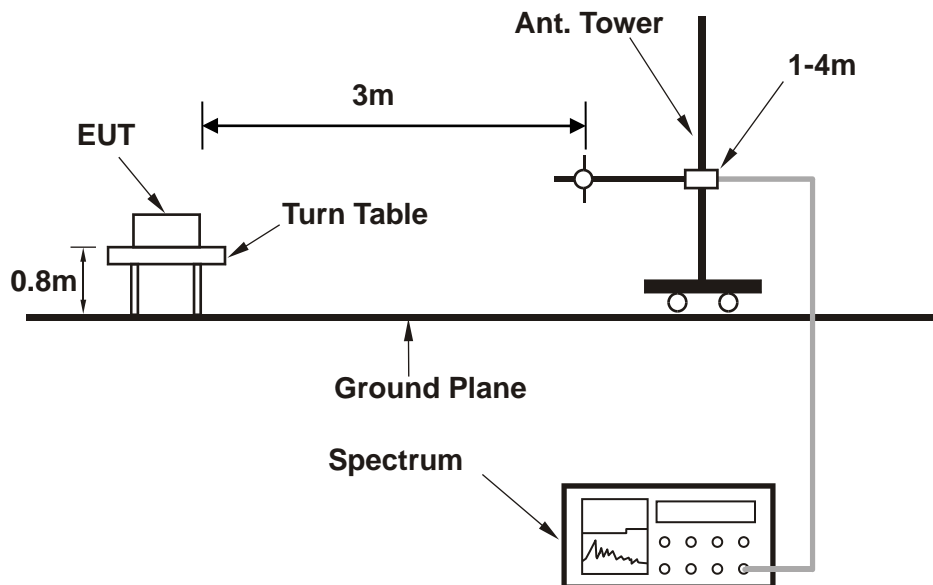 Ant. Tower
1-4m
3m
EUT
Turn Table
0.8m
Ground Plane
Spectrum